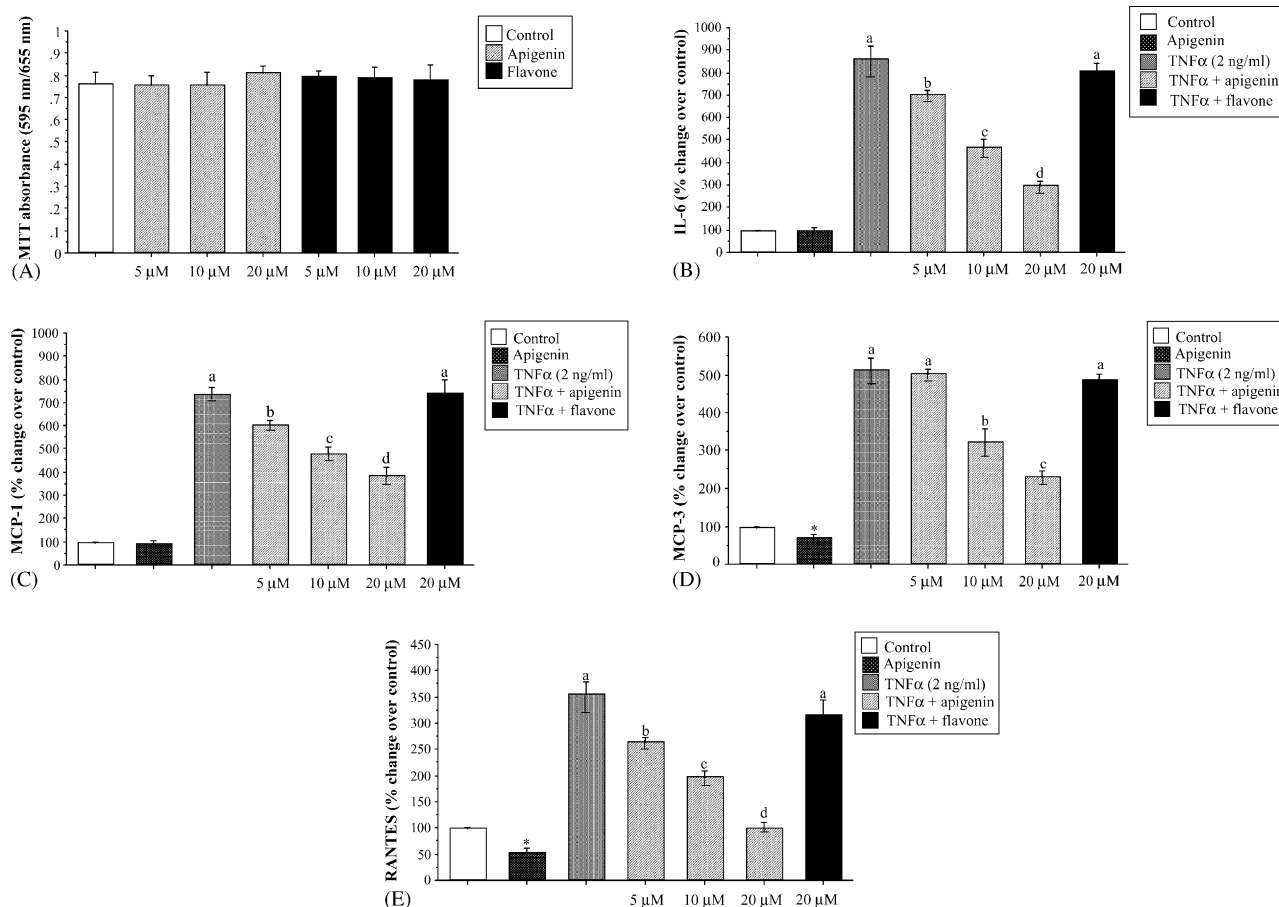 MTT absorbance (595 nm/655 nm)
1
.9
.8
.7
.6
.5
.4
.3
.2
.1
0
5 µM 10 µM 20 µM 5 µM 10 µM 20 µM
Control
Apigenin
Flavone
(A)
IL-6 (% change over control)
1000
900
800
700
600
500
400
300
200
100
0
a
b
c
d
a
5 µM 10 µM 20 µM 20 µM
Control
Apigenin
TNFα (2 ng/ml)
TNFα + apigenin
TNFα + flavone
(B)
MCP-1 (% change over control)
1000
900
800
700
600
500
400
300
200
100
0
a
b
c
d
a
5 µM 10 µM 20 µM 20 µM
Control
Apigenin
TNFα (2 ng/ml)
TNFα + apigenin
TNFα + flavone
(C)
MCP-3 (% change over control)
600
500
400
300
200
100
0
*
a
a
b
c
a
5 µM 10 µM 20 µM 20 µM
Control
Apigenin
TNFα (2 ng/ml)
TNFα + apigenin
TNFα + flavone
(D)
RANTES (% change over control)
450
400
350
300
250
200
150
100
50
0
*
a
b
c
d
a
5 µM 10 µM 20 µM 20 µM
Control
Apigenin
TNFα (2 ng/ml)
TNFα + apigenin
TNFα + flavone
(E)